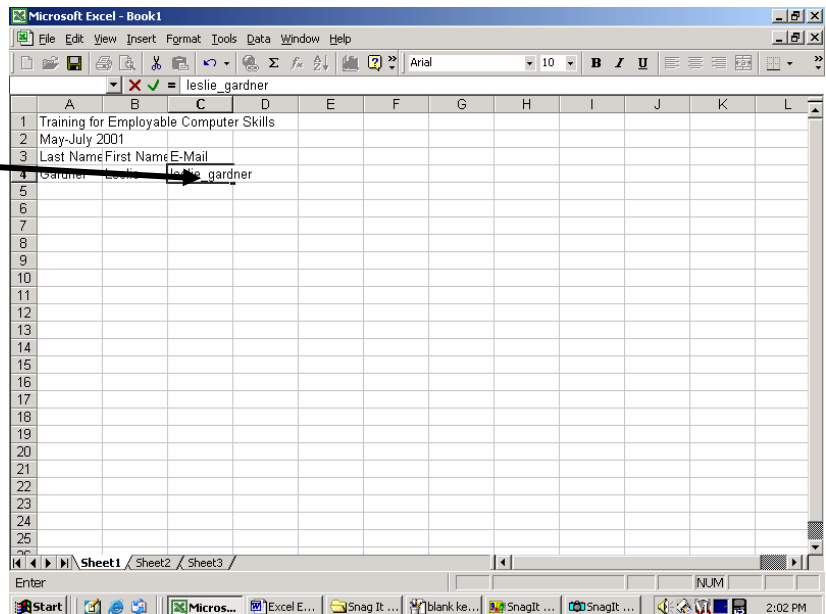 Microsoft Excel - Book1
File Edit View Insert Format Tools Data Window Help
Arial 10 B I U
= leslie_gardner
A B C D E F G H I J K L
1 Training for Employable Computer Skills
2 May-July 2001
3 Last Name First Name E-Mail
4 Gardner Leslie leslie_gardner
5
6
7
8
9
10
11
12
13
14
15
16
17
18
19
20
21
22
23
24
25
26
Sheet1 Sheet2 Sheet3
Enter NUM
Start Micros... Excel E... Snag It ... blank ke... SnagIt ... SnagIt ... 2:02 PM